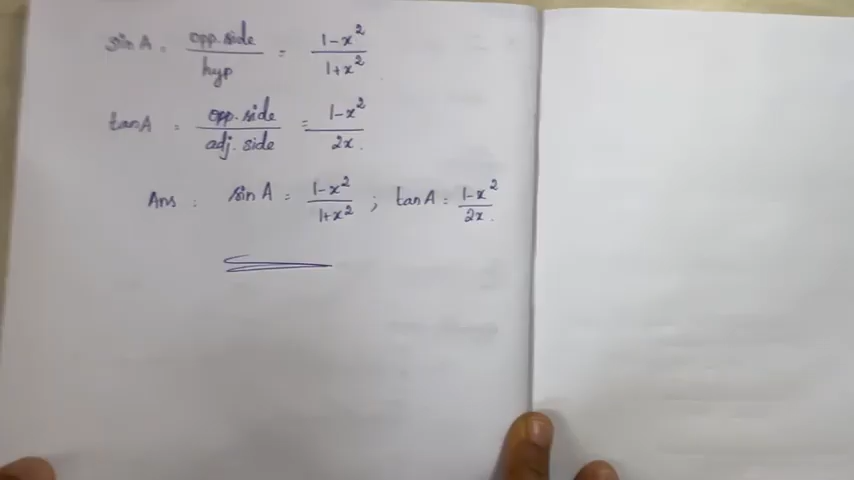 sin A = opp. side / hyp = 1-x² / 1+x²
tan A = opp. side / adj. side = 1-x² / 2x.
Ans : sin A = 1-x² / 1+x² ; tan A = 1-x² / 2x.